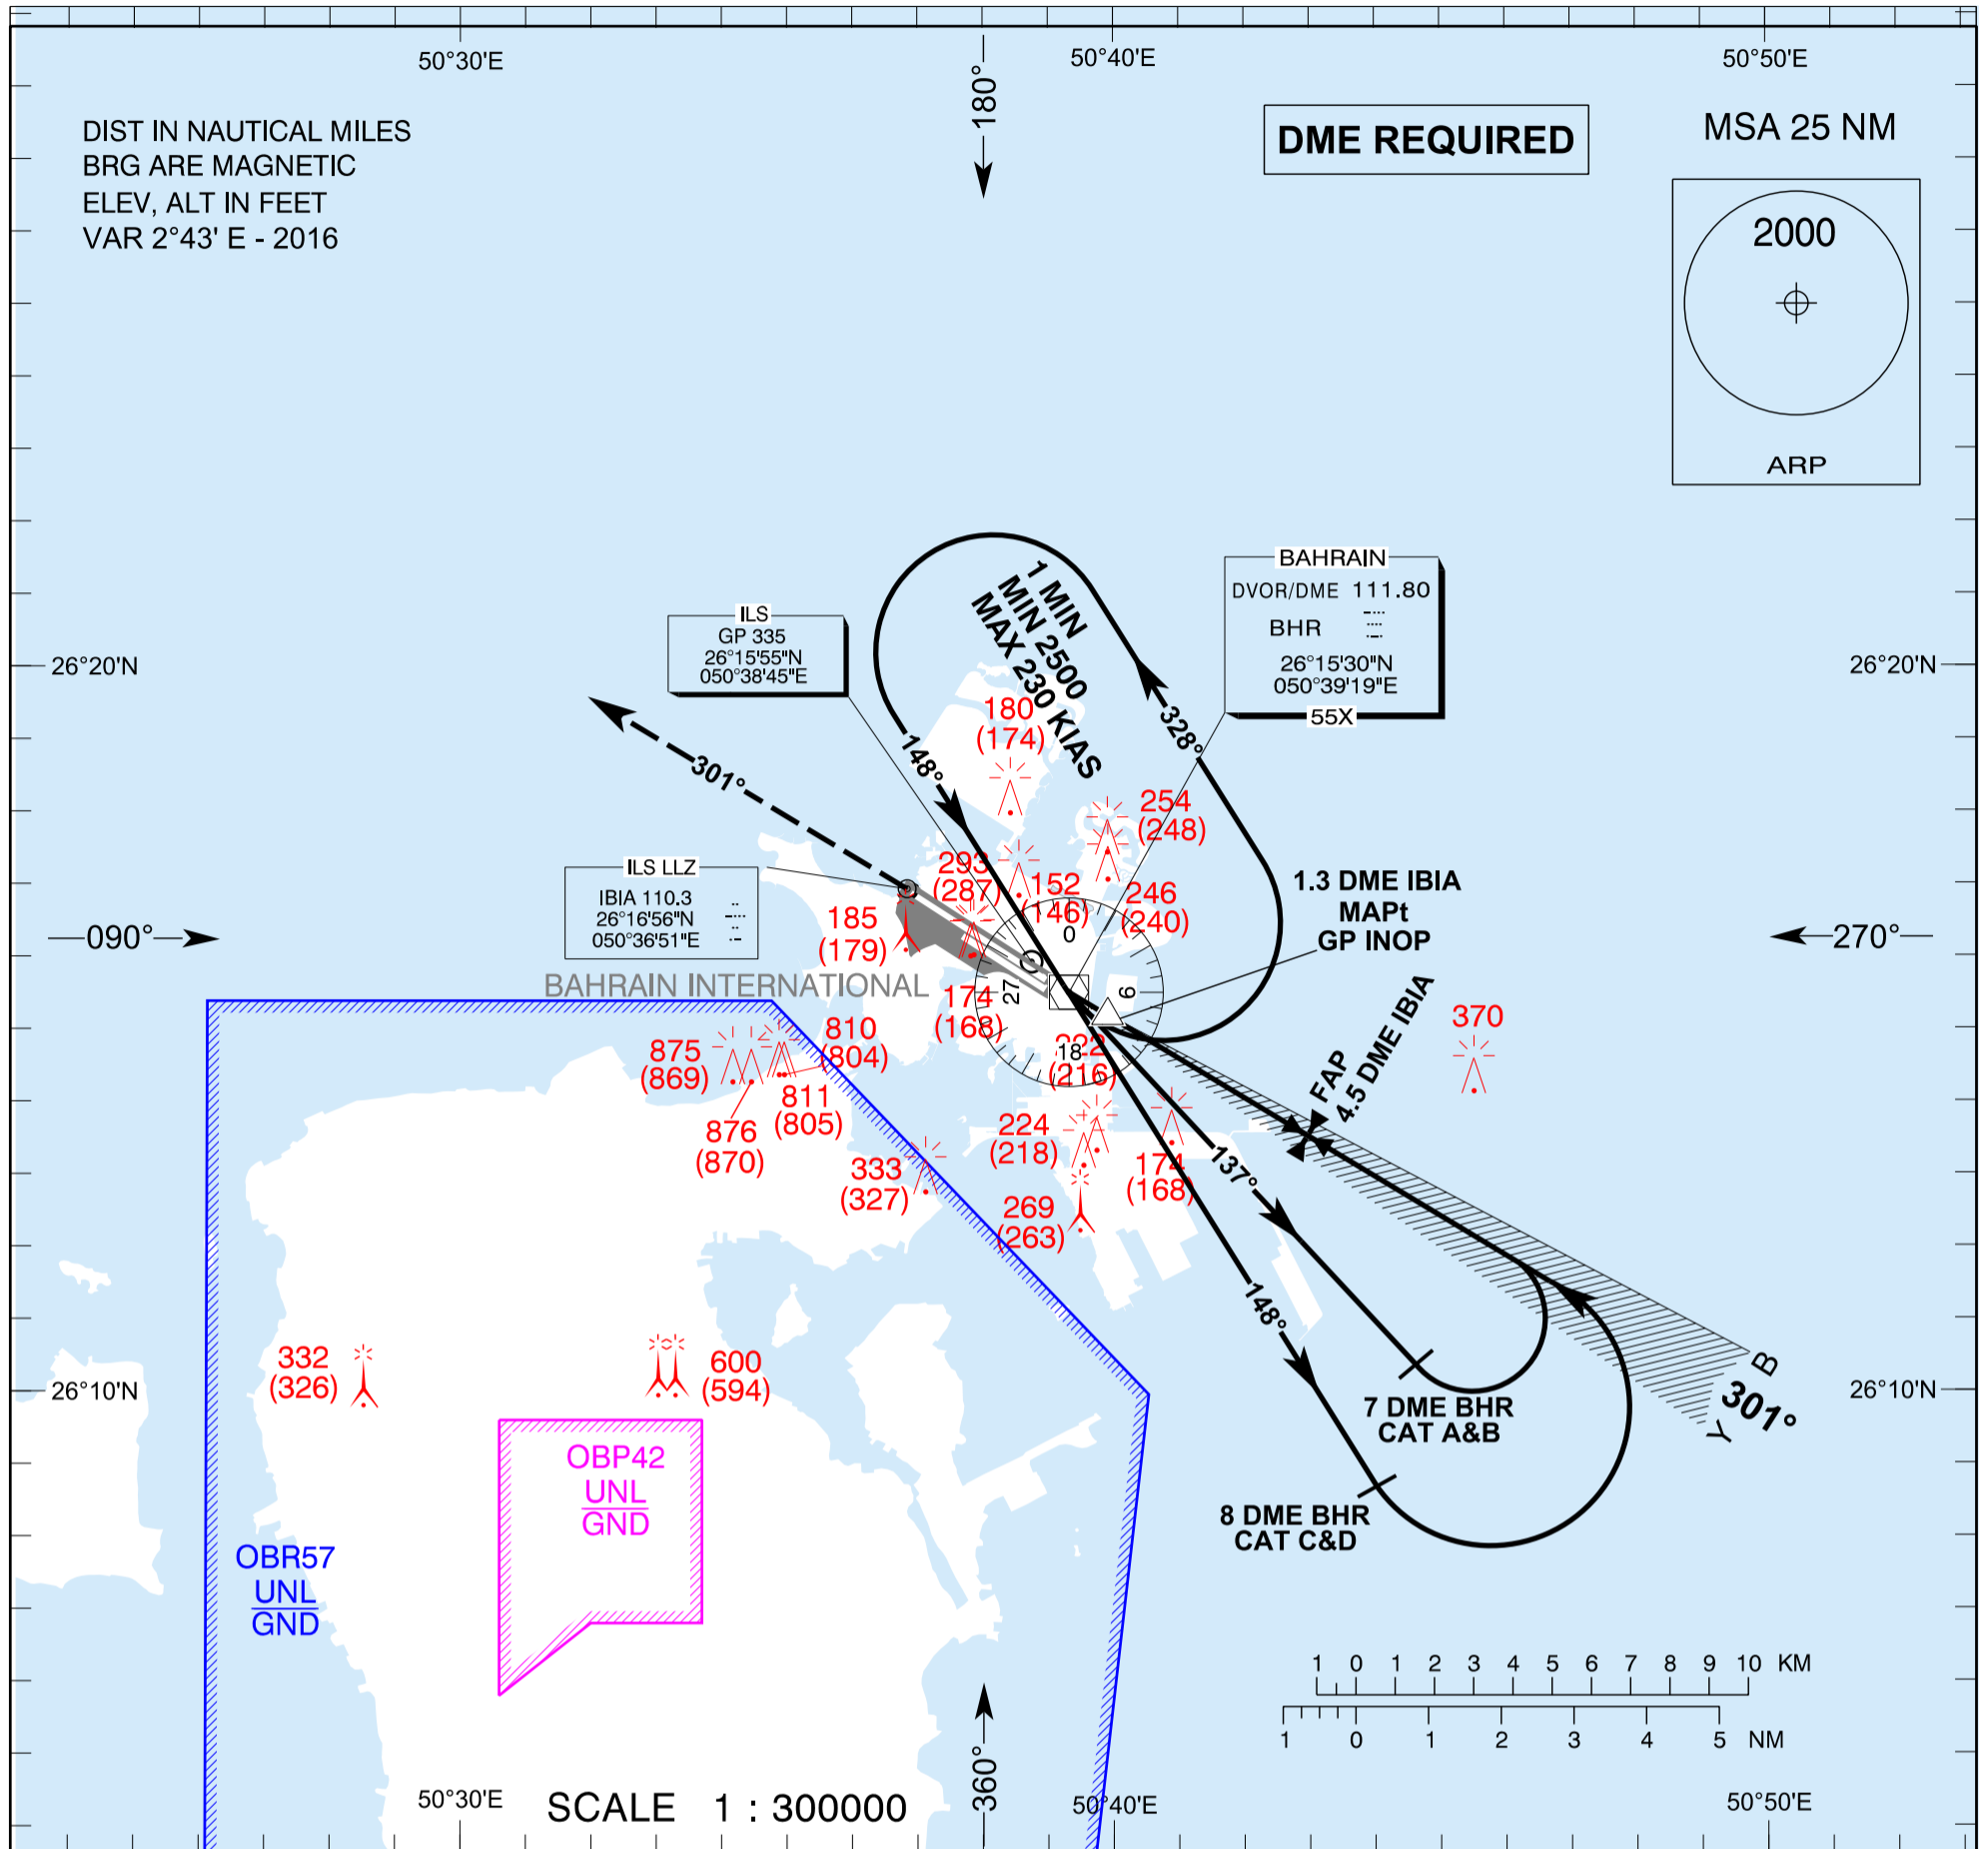 50°30'E
180°
50°40'E
50°50'E
DIST IN NAUTICAL MILES
BRG ARE MAGNETIC
ELEV, ALT IN FEET
VAR 2°43' E - 2016
DME REQUIRED
MSA 25 NM
2000
ARP
BAHRAIN
DVOR/DME 111.80
BHR
26°15'30"N
050°39'19"E
55X
ILS
GP 335
26°15'55"N
050°38'45"E
1 MIN
MIN 2500
MAX 230 KIAS
26°20'N
26°20'N
180
(174)
328°
148°
301°
254
(248)
ILS LLZ
IBIA 110.3
26°16'56"N
050°36'51"E
293
(287)
152
(146)
246
(240)
1.3 DME IBIA
MAPt
GP INOP
185
(179)
090°
270°
0
9
18
27
BAHRAIN INTERNATIONAL
174
(168)
FAP
4.5 DME IBIA
370
222
(216)
875
(869)
810
(804)
811
(805)
876
(870)
333
(327)
224
(218)
174
(168)
269
(263)
137°
148°
332
(326)
600
(594)
26°10'N
26°10'N
B
301°
Y
7 DME BHR
CAT A&B
8 DME BHR
CAT C&D
OBP42
UNL
GND
OBR57
UNL
GND
1 0 1 2 3 4 5 6 7 8 9 10 KM
1 0 1 2 3 4 5 NM
360°
50°30'E
SCALE 1 : 300000
50°40'E
50°50'E